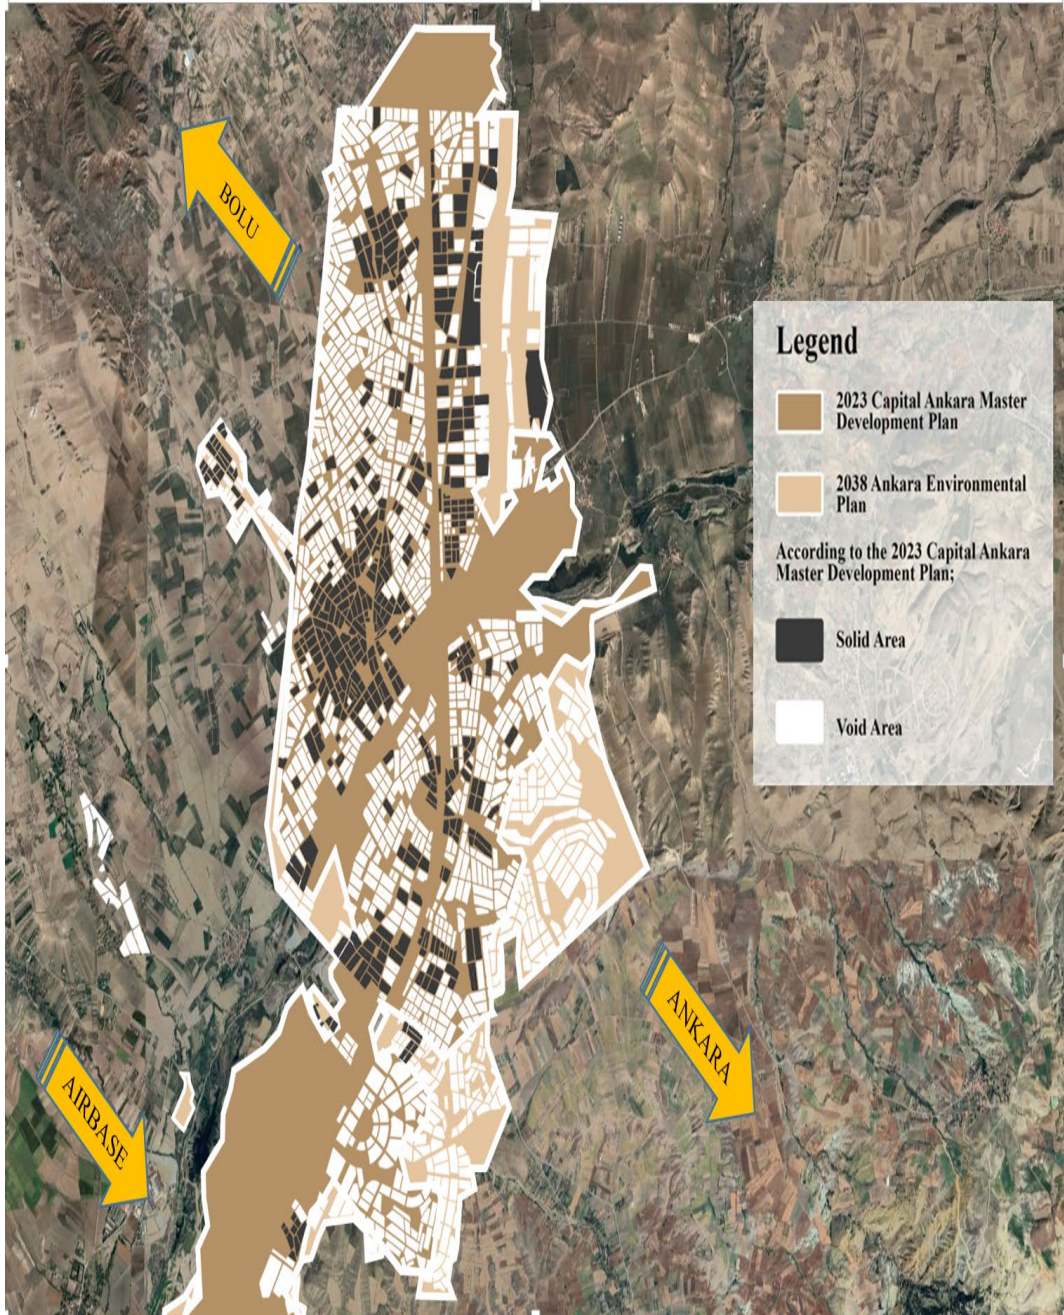 BOLU
Legend
2023 Capital Ankara Master
Development Plan
2038 Ankara Environmental
Plan
According to the 2023 Capital Ankara
Master Development Plan;
Solid Area
Void Area
ANKARA
AIRBASE